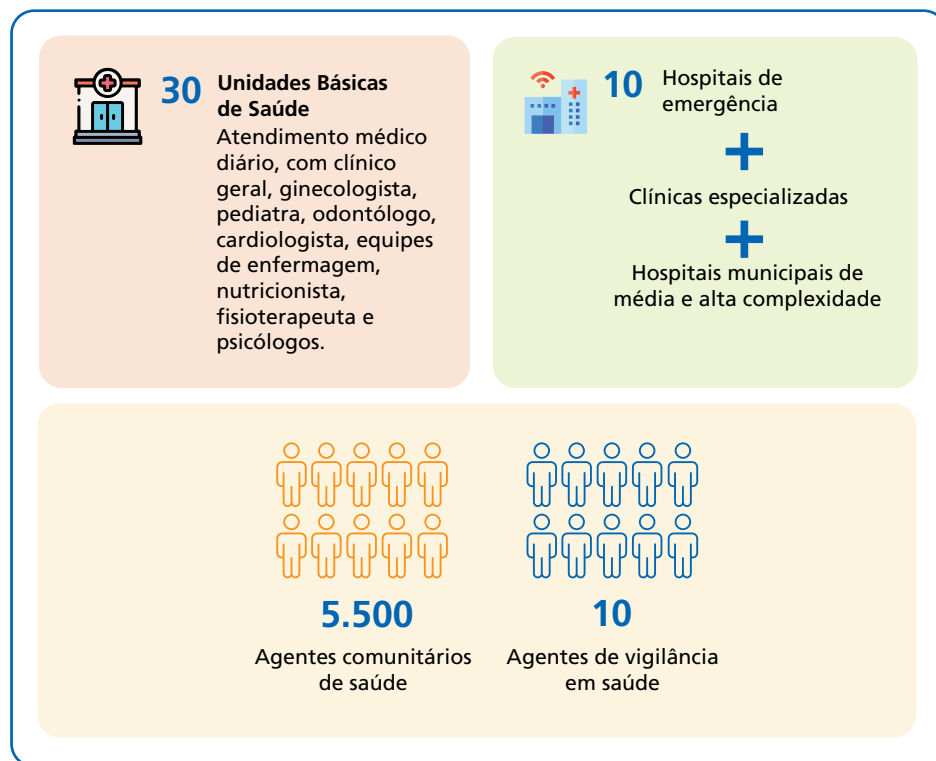 30
Unidades Básicas
de Saúde
Atendimento médico
diário, com clínico
geral, ginecologista,
pediatra, odontólogo,
cardiologista, equipes
de enfermagem,
nutricionista,
fisioterapeuta e
psicólogos.
10
Hospitais de
emergência
+
Clínicas especializadas
+
Hospitais municipais de
média e alta complexidade
5.500
Agentes comunitários
de saúde
10
Agentes de vigilância
em saúde